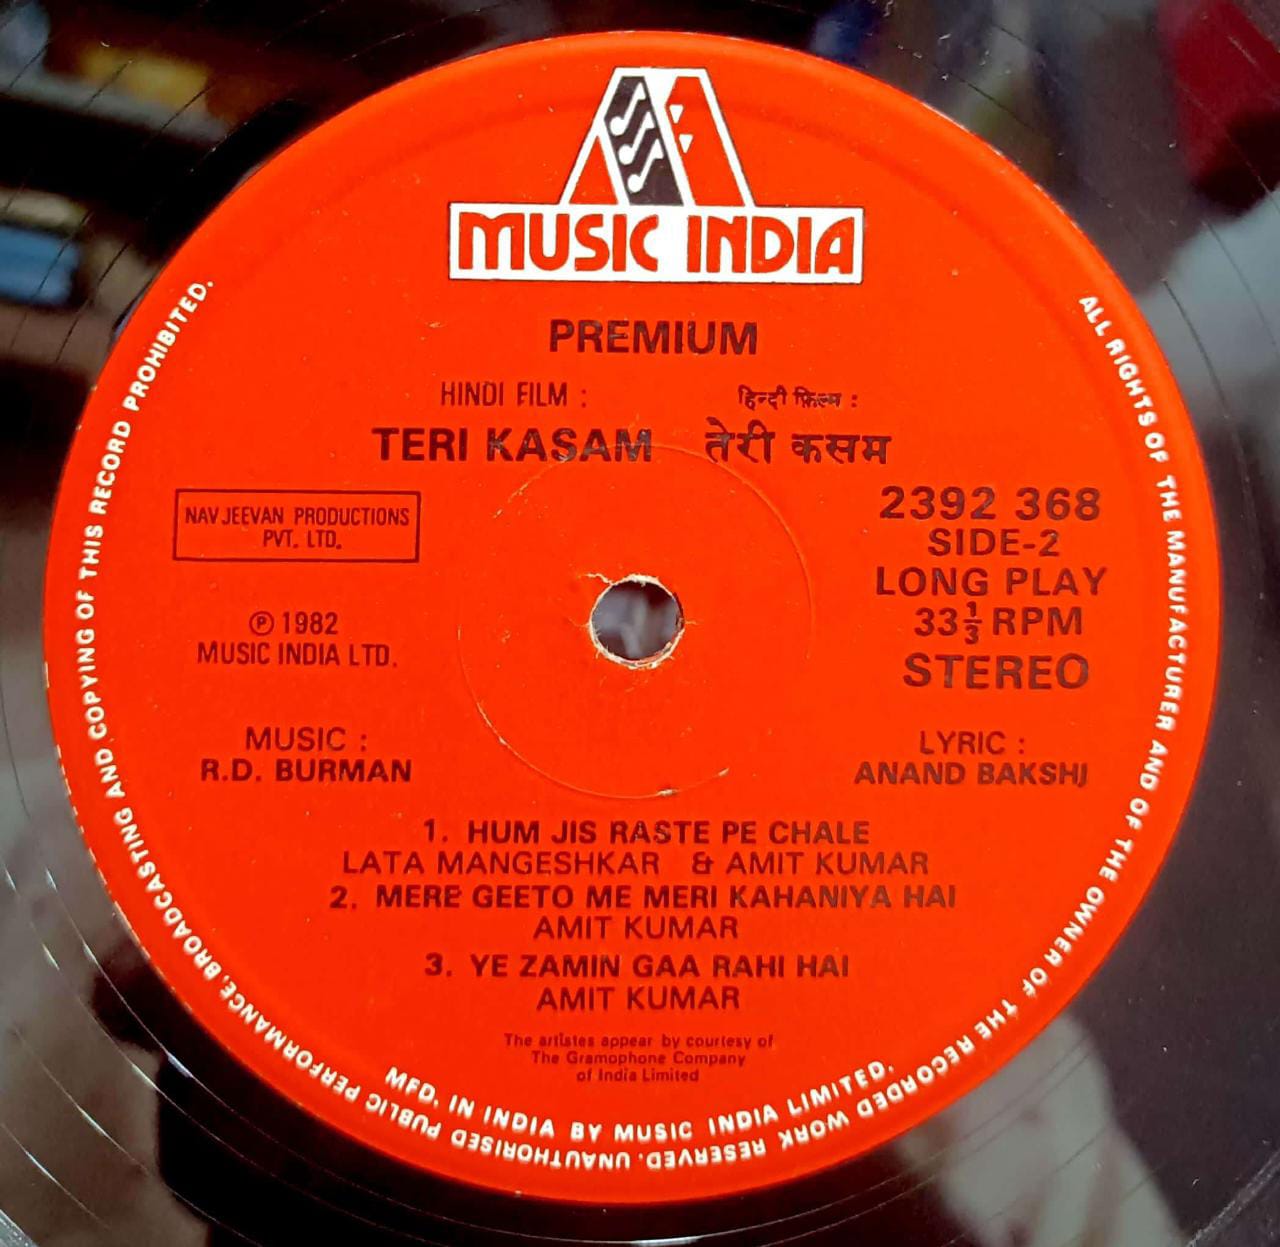 MUSIC INDIA
PREMIUM
HINDI FILM : हिन्दी फ़िल्म :
TERI KASAM तेरी कसम
NAV JEEVAN PRODUCTIONS
PVT. LTD.
2392 368
SIDE-2
LONG PLAY
33⅓ RPM
STEREO
℗ 1982
MUSIC INDIA LTD.
MUSIC :
R.D. BURMAN
LYRIC :
ANAND BAKSHI
1. HUM JIS RASTE PE CHALE
LATA MANGESHKAR & AMIT KUMAR
2. MERE GEETO ME MERI KAHANIYA HAI
AMIT KUMAR
3. YE ZAMIN GAA RAHI HAI
AMIT KUMAR
The artistes appear by courtesy of
The Gramophone Company
of India Limited
MFD. IN INDIA BY MUSIC INDIA LIMITED.
ALL RIGHTS OF THE MANUFACTURER AND OF THE OWNER OF THE RECORDED WORK RESERVED. UNAUTHORISED PUBLIC PERFORMANCE, BROADCASTING AND COPYING OF THIS RECORD PROHIBITED.